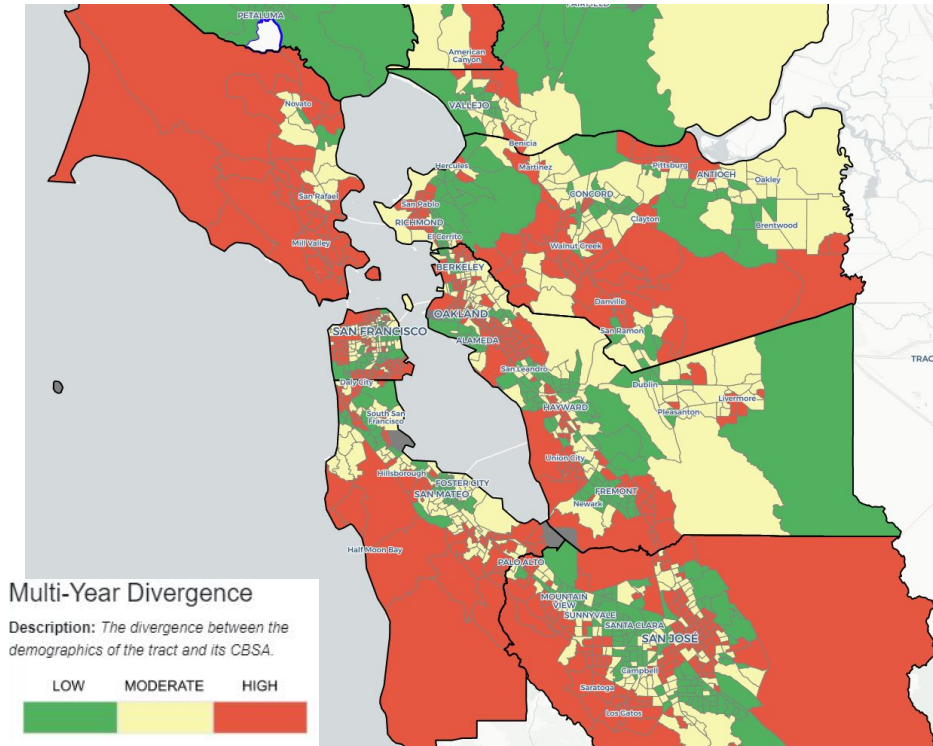 PETALUMA
FAIRFIELD
American
Canyon
Novato
VALLEJO
Benicia
Hercules
Martinez
Pittsburg
ANTIOCH
Oakley
San Rafael
San Pablo
CONCORD
RICHMOND
Clayton
Brentwood
El Cerrito
Mill Valley
Walnut Creek
BERKELEY
Danville
OAKLAND
SAN FRANCISCO
ALAMEDA
San Ramon
TRAC
San Leandro
Daly City
Dublin
Livermore
South San
Francisco
HAYWARD
Pleasanton
Union City
Hillsborough
FOSTER CITY
SAN MATEO
FREMONT
Newark
Half Moon Bay
PALO ALTO
MOUNTAIN
VIEW
SUNNYVALE
SANTA CLARA
SAN JOSÉ
Campbell
Saratoga
Los Gatos
Multi-Year Divergence
Description: The divergence between the
demographics of the tract and its CBSA.
LOW MODERATE HIGH